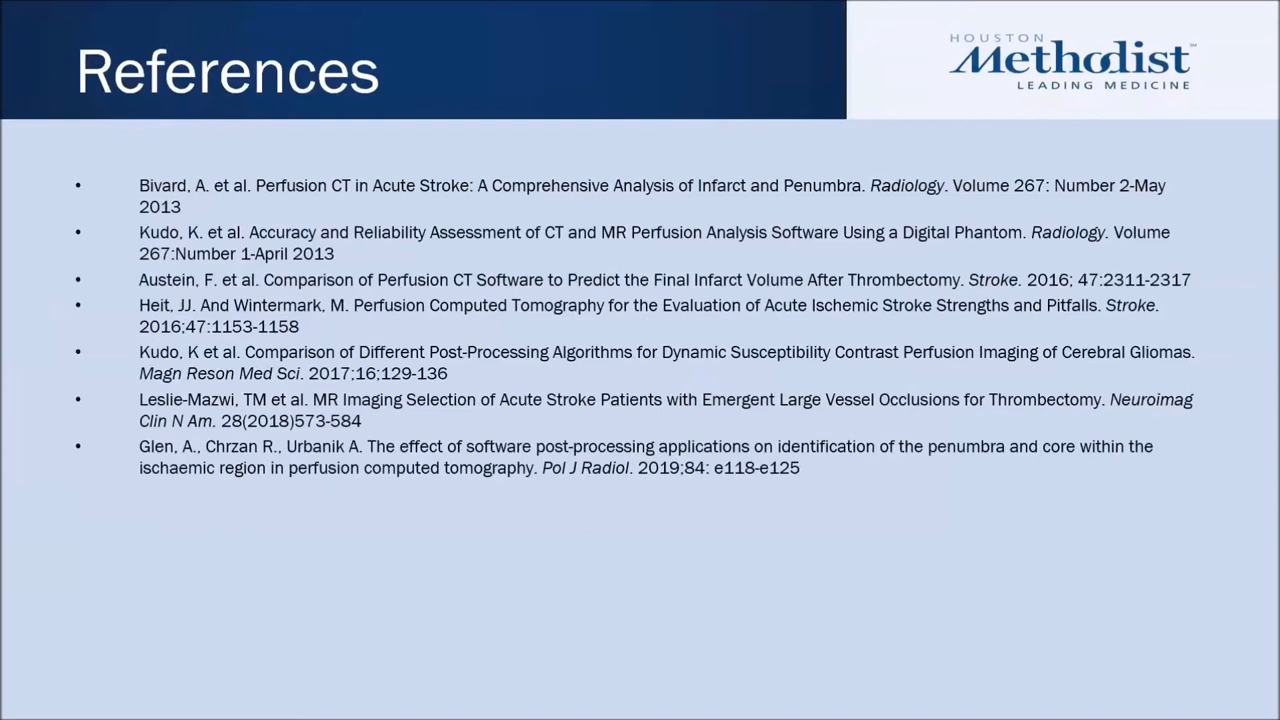 References
HOUSTON
Methodist
LEADING MEDICINE
• Bivard, A. et al. Perfusion CT in Acute Stroke: A Comprehensive Analysis of Infarct and Penumbra. Radiology. Volume 267: Number 2-May
2013
• Kudo, K. et al. Accuracy and Reliability Assessment of CT and MR Perfusion Analysis Software Using a Digital Phantom. Radiology. Volume
267:Number 1-April 2013
• Austein, F. et al. Comparison of Perfusion CT Software to Predict the Final Infarct Volume After Thrombectomy. Stroke. 2016; 47:2311-2317
• Heit, JJ. And Wintermark, M. Perfusion Computed Tomography for the Evaluation of Acute Ischemic Stroke Strengths and Pitfalls. Stroke.
2016;47:1153-1158
• Kudo, K et al. Comparison of Different Post-Processing Algorithms for Dynamic Susceptibility Contrast Perfusion Imaging of Cerebral Gliomas.
Magn Reson Med Sci. 2017;16;129-136
• Leslie-Mazwi, TM et al. MR Imaging Selection of Acute Stroke Patients with Emergent Large Vessel Occlusions for Thrombectomy. Neuroimag
Clin N Am. 28(2018)573-584
• Glen, A., Chrzan R., Urbanik A. The effect of software post-processing applications on identification of the penumbra and core within the
ischaemic region in perfusion computed tomography. Pol J Radiol. 2019;84: e118-e125